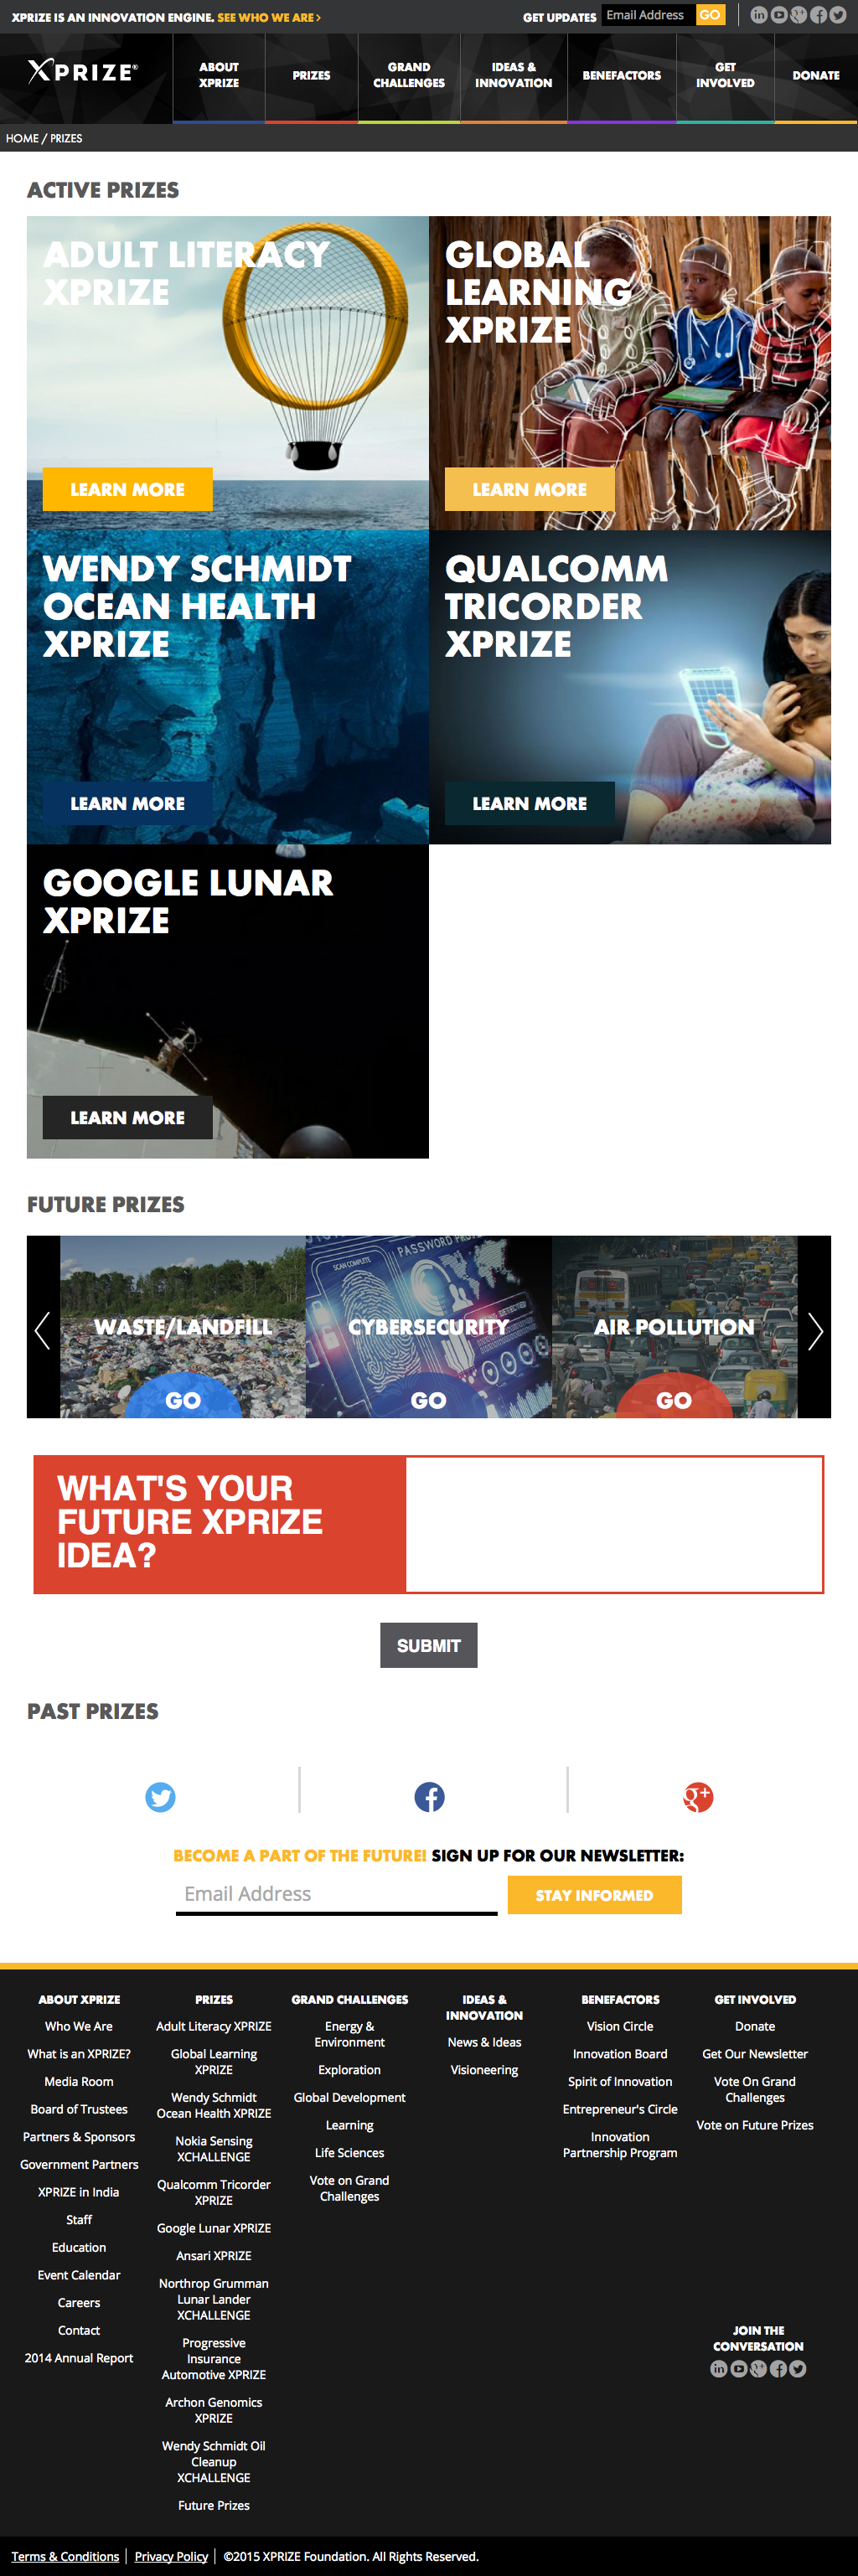 XPRIZE IS AN INNOVATION ENGINE. SEE WHO WE ARE >
GET UPDATES Email Address GO
XPRIZE®
ABOUT
XPRIZE
PRIZES
GRAND
CHALLENGES
IDEAS &
INNOVATION
BENEFACTORS
GET
INVOLVED
DONATE
HOME / PRIZES
ACTIVE PRIZES
ADULT LITERACY
XPRIZE
LEARN MORE
GLOBAL
LEARNING
XPRIZE
LEARN MORE
WENDY SCHMIDT
OCEAN HEALTH
XPRIZE
LEARN MORE
QUALCOMM
TRICORDER
XPRIZE
LEARN MORE
GOOGLE LUNAR
XPRIZE
LEARN MORE
FUTURE PRIZES
WASTE/LANDFILL
GO
SCAN COMPLETE
PASSWORD
CYBERSECURITY
GO
AIR POLLUTION
GO
WHAT'S YOUR
FUTURE XPRIZE
IDEA?
SUBMIT
PAST PRIZES
BECOME A PART OF THE FUTURE! SIGN UP FOR OUR NEWSLETTER:
Email Address
STAY INFORMED
ABOUT XPRIZE
Who We Are
What is an XPRIZE?
Media Room
Board of Trustees
Partners & Sponsors
Government Partners
XPRIZE in India
Staff
Education
Event Calendar
Careers
Contact
2014 Annual Report
PRIZES
Adult Literacy XPRIZE
Global Learning
XPRIZE
Wendy Schmidt
Ocean Health XPRIZE
Nokia Sensing
XCHALLENGE
Qualcomm Tricorder
XPRIZE
Google Lunar XPRIZE
Ansari XPRIZE
Northrop Grumman
Lunar Lander
XCHALLENGE
Progressive
Insurance
Automotive XPRIZE
Archon Genomics
XPRIZE
Wendy Schmidt Oil
Cleanup
XCHALLENGE
Future Prizes
GRAND CHALLENGES
Energy &
Environment
Exploration
Global Development
Learning
Life Sciences
Vote on Grand
Challenges
IDEAS &
INNOVATION
News & Ideas
Visioneering
BENEFACTORS
Vision Circle
Innovation Board
Spirit of Innovation
Entrepreneur's Circle
Innovation
Partnership Program
GET INVOLVED
Donate
Get Our Newsletter
Vote On Grand
Challenges
Vote on Future Prizes
JOIN THE
CONVERSATION
Terms & Conditions | Privacy Policy | ©2015 XPRIZE Foundation. All Rights Reserved.